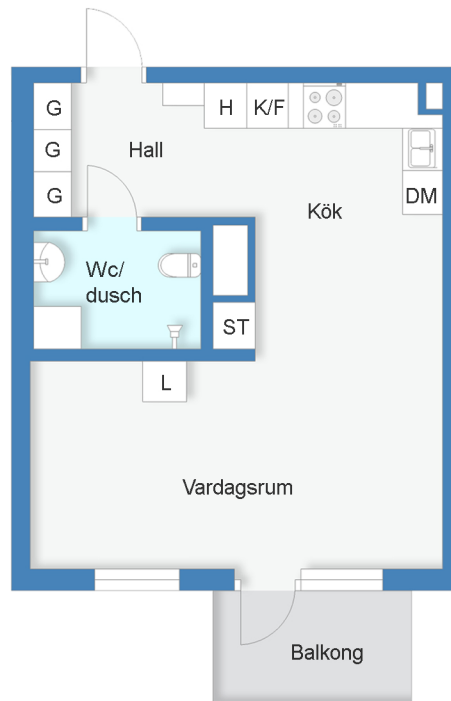 G
H
K/F
G
Hall
G
DM
Kök
Wc/
dusch
ST
L
Vardagsrum
Balkong